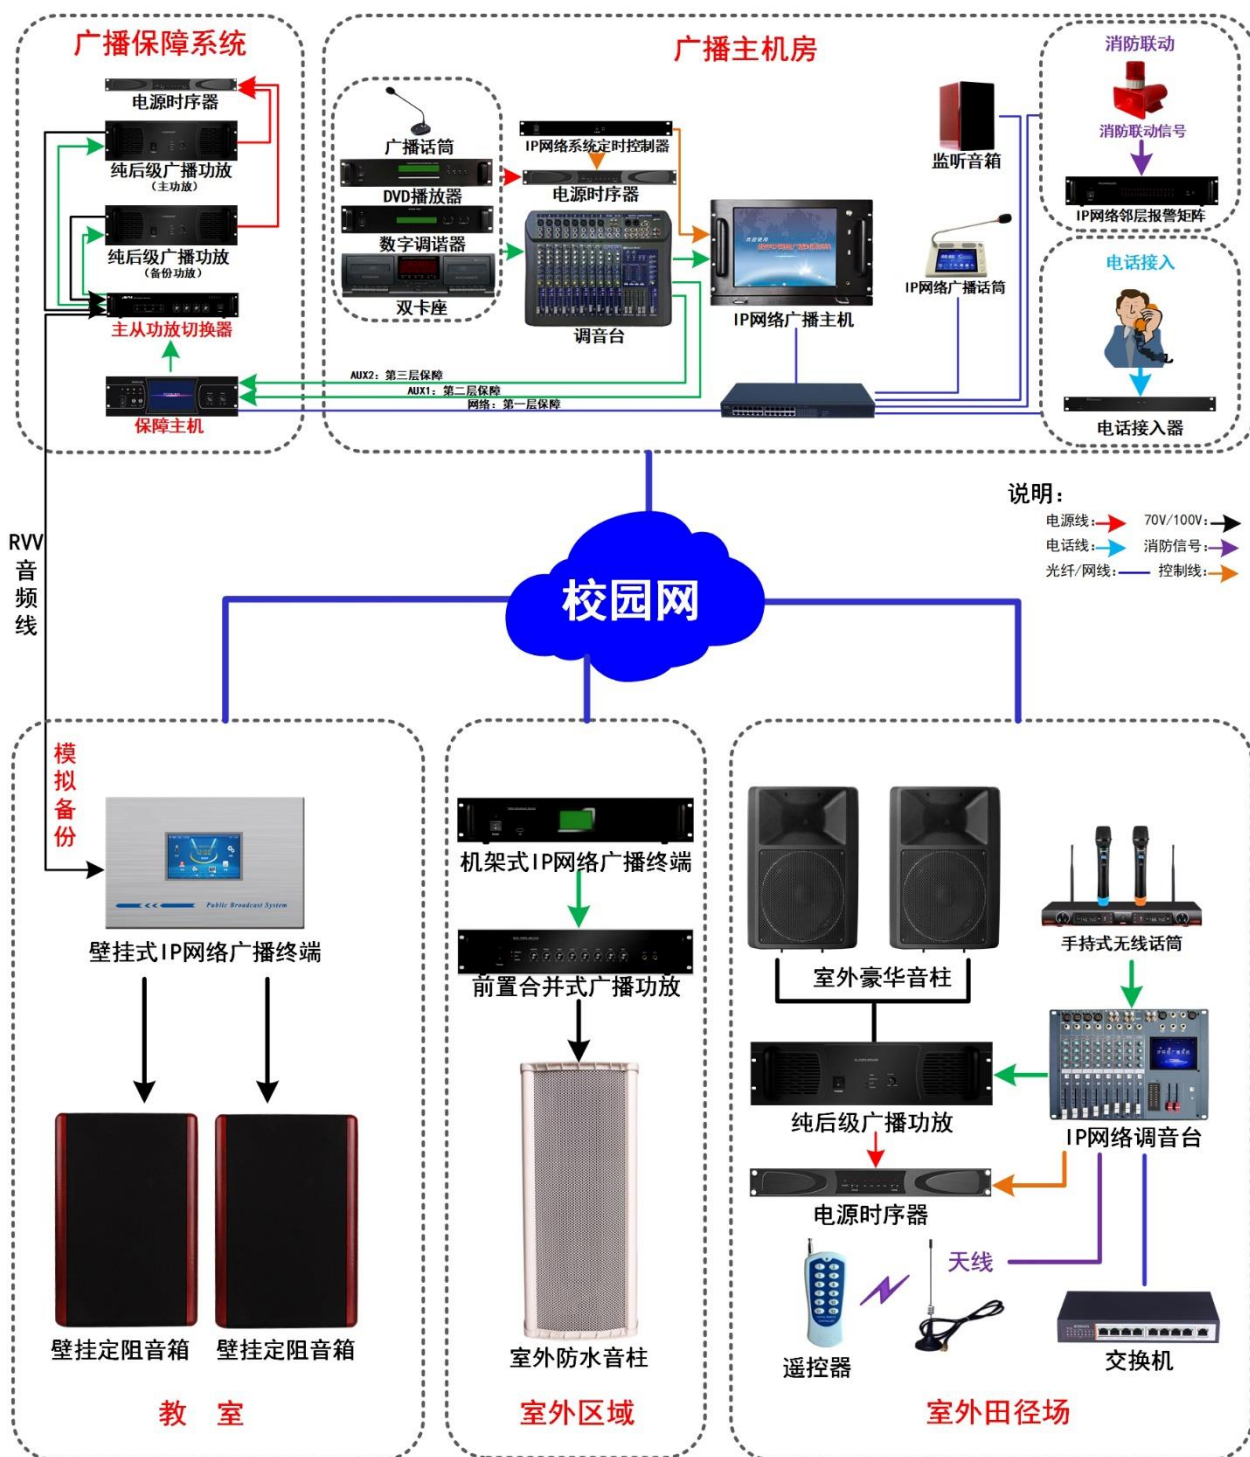 广播保障系统
电源时序器
纯后级广播功放
(主功放)
纯后级广播功放
(备份功放)
主从功放切换器
保障主机
广播主机房
广播话筒
DVD播放器
数字调谐器
双卡座
IP网络系统定时控制器
电源时序器
调音台
IP网络广播主机
监听音箱
IP网络广播话筒
消防联动
消防联动信号
IP网络邻层报警矩阵
电话接入
电话接入器
AUX2: 第三层保障
AUX1: 第二层保障
网络: 第一层保障
说明:
电源线:
70V/100V:
电话线:
消防信号:
光纤/网线:
控制线:
RVV
音
频
线
校园网
模
拟
备
份
Public Broadcast System
壁挂式IP网络广播终端
壁挂定阻音箱
壁挂定阻音箱
教 室
机架式IP网络广播终端
前置合并式广播功放
室外防水音柱
室外区域
室外豪华音柱
手持式无线话筒
纯后级广播功放
IP网络调音台
电源时序器
天线
遥控器
交换机
室外田径场